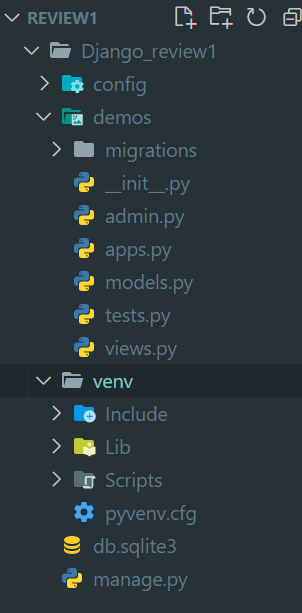 REVIEW1
Django_review1
config
demos
migrations
__init__.py
admin.py
apps.py
models.py
tests.py
views.py
venv
Include
Lib
Scripts
pyvenv.cfg
db.sqlite3
manage.py